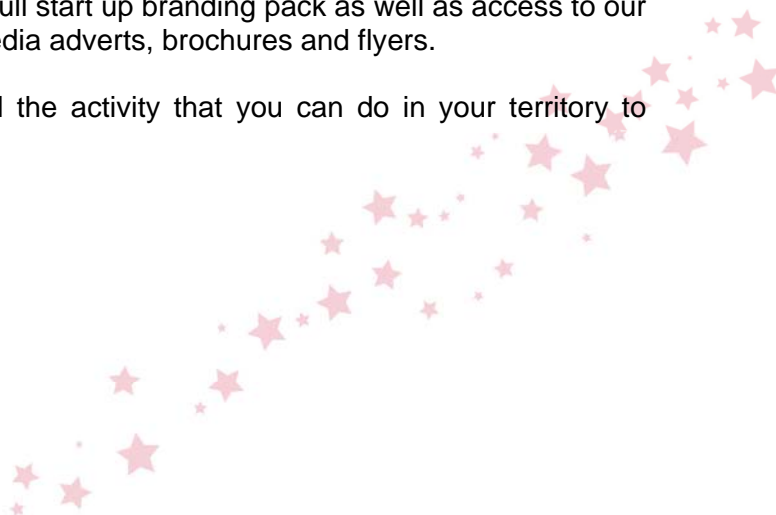 ull start up branding pack as well as access to our
edia adverts, brochures and flyers.
the activity that you can do in your territory to